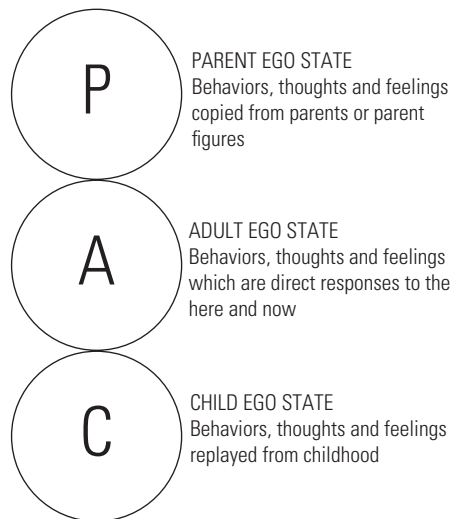 P
PARENT EGO STATE
Behaviors, thoughts and feelings
copied from parents or parent
figures
A
ADULT EGO STATE
Behaviors, thoughts and feelings
which are direct responses to the
here and now
C
CHILD EGO STATE
Behaviors, thoughts and feelings
replayed from childhood